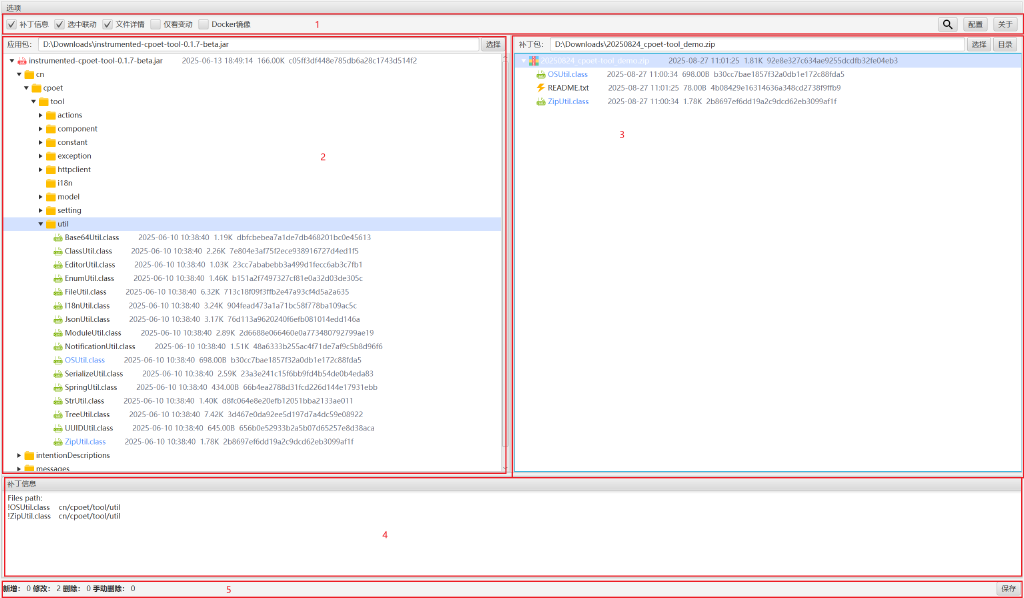 选项
补丁信息 选中联动 文件详情 仅看变动 Docker镜像 1 配置 关于
应用包: D:\Downloads\instrumented-cpoet-tool-0.1.7-beta.jar 选择
instrumented-cpoet-tool-0.1.7-beta.jar 2025-06-13 18:49:14 166.00K c05ff3df448e785db6a28c1743d514f2
cn
cpoet
tool
actions
component
constant
exception
2
httpclient
i18n
model
setting
util
Base64Util.class 2025-06-10 10:38:40 1.19K dbfcbebea7a1de7db468201bc0e45613
ClassUtil.class 2025-06-10 10:38:40 2.26K 7e804e3af75f2ece938916727d4ed1f5
EditorUtil.class 2025-06-10 10:38:40 1.03K 23cc7ababebb3a499d1fecc6ab3c7fb1
EnumUtil.class 2025-06-10 10:38:40 1.46K b151a2f7497327cf81e0a32d03de305c
FileUtil.class 2025-06-10 10:38:40 6.32K 713c18f09f3ffb2e47a93cf4d5a2a635
I18nUtil.class 2025-06-10 10:38:40 3.24K 904fead473a1a71bc58f778ba109ac5c
JsonUtil.class 2025-06-10 10:38:40 3.17K 76d113a9620240f6efb081014edd146a
ModuleUtil.class 2025-06-10 10:38:40 2.89K 2d6688e066460e0a773480792799ae19
NotificationUtil.class 2025-06-10 10:38:40 1.51K 48a6333b255ac4f71de7af9c5b8d96f6
OSUtil.class 2025-06-10 10:38:40 698.00B b30cc7bae1857f32a0db1e172c88fda5
SerializeUtil.class 2025-06-10 10:38:40 2.59K 23a3e241c15f6bb9fd4b54de0b4eda83
SpringUtil.class 2025-06-10 10:38:40 434.00B 66b4ea2788d31fcd226d144e17931ebb
StrUtil.class 2025-06-10 10:38:40 1.40K d8fc064e8e20efb12051bba2133ae011
TreeUtil.class 2025-06-10 10:38:40 7.42K 3d467e0da92ee5d197d7a4dc59e08922
UUIDUtil.class 2025-06-10 10:38:40 645.00B 656b0e52933b2a5b07d65257e8d38aca
ZipUtil.class 2025-06-10 10:38:40 1.78K 2b8697ef6dd19a2c9dcd62eb3099af1f
intentionDescriptions
messages
补丁包: D:\Downloads\20250824_cpoet-tool_demo.zip 选择 目录
20250824_cpoet-tool_demo.zip 2025-08-27 11:01:25 1.81K 92e8e327c634ae9255dcdfb32fe04eb3
OSUtil.class 2025-08-27 11:00:34 698.00B b30cc7bae1857f32a0db1e172c88fda5
README.txt 2025-08-27 11:01:25 78.00B 4b08429e16314636a348cd2738f9ffb9
ZipUtil.class 2025-08-27 11:00:34 1.78K 2b8697ef6dd19a2c9dcd62eb3099af1f
3
补丁信息
Files path:
!OSUtil.class cn/cpoet/tool/util
!ZipUtil.class cn/cpoet/tool/util
4
新增: 0 修改: 2 删除: 0 手动删除: 0 5 保存